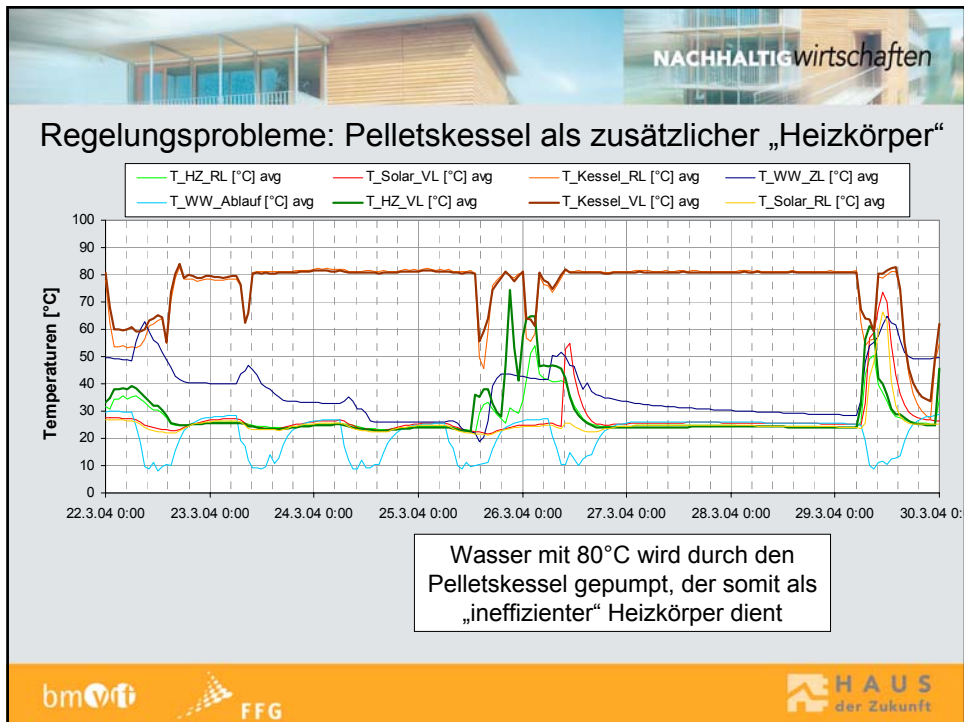 NACHHALTIGwirtschaften
Regelungsprobleme: Pelletskessel als zusätzlicher „Heizkörper“
T_HZ_RL [°C] avg T_Solar_VL [°C] avg T_Kessel_RL [°C] avg T_WW_ZL [°C] avg
T_WW_Ablauf [°C] avg T_HZ_VL [°C] avg T_Kessel_VL [°C] avg T_Solar_RL [°C] avg
100
90
80
70
60
50
40
30
20
10
0
Temperaturen [°C]
22.3.04 0:00 23.3.04 0:00 24.3.04 0:00 25.3.04 0:00 26.3.04 0:00 27.3.04 0:00 28.3.04 0:00 29.3.04 0:00 30.3.04 0:
Wasser mit 80°C wird durch den
Pelletskessel gepumpt, der somit als
„ineffizienter“ Heizkörper dient
bmvit
FFG
HAUS
der Zukunft